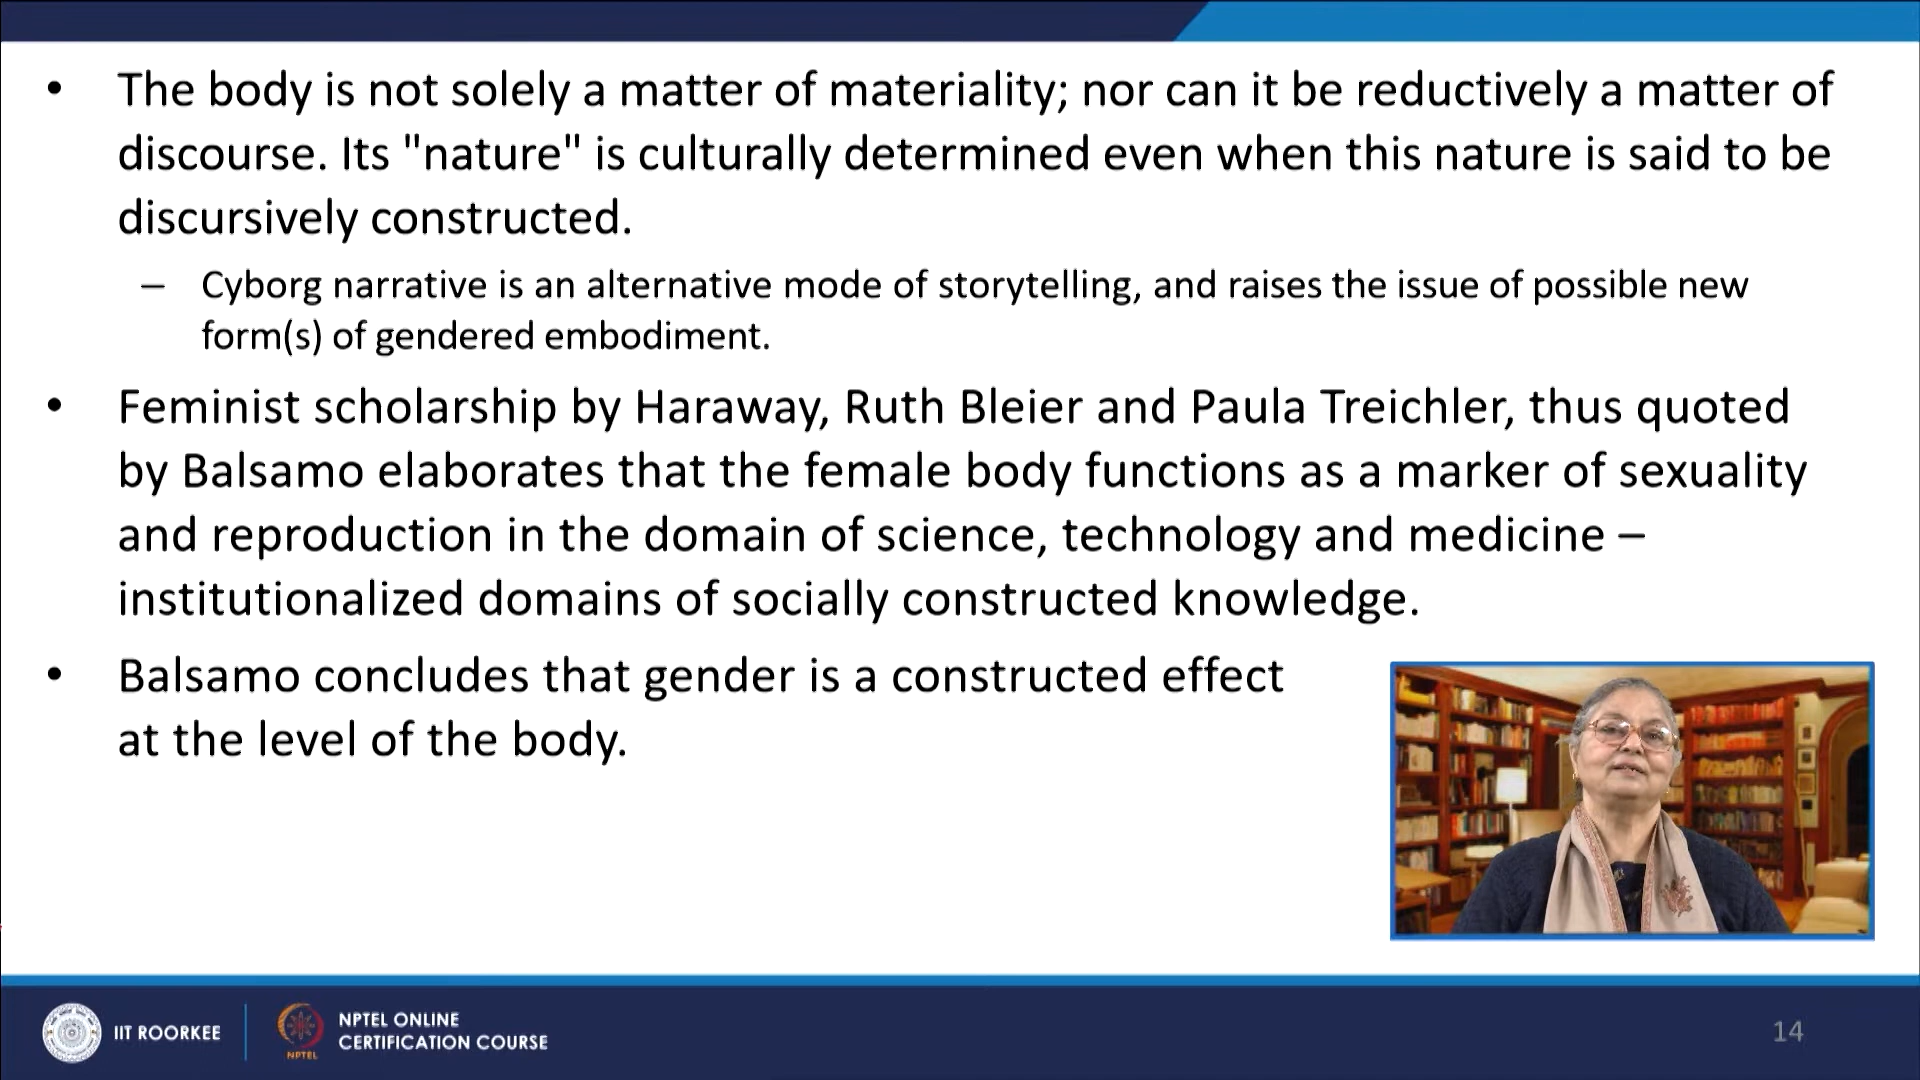 • The body is not solely a matter of materiality; nor can it be reductively a matter of
discourse. Its "nature" is culturally determined even when this nature is said to be
discursively constructed.
– Cyborg narrative is an alternative mode of storytelling, and raises the issue of possible new
form(s) of gendered embodiment.
• Feminist scholarship by Haraway, Ruth Bleier and Paula Treichler, thus quoted
by Balsamo elaborates that the female body functions as a marker of sexuality
and reproduction in the domain of science, technology and medicine –
institutionalized domains of socially constructed knowledge.
• Balsamo concludes that gender is a constructed effect
at the level of the body.
IIT ROORKEE
NPTEL
NPTEL ONLINE
CERTIFICATION COURSE
14